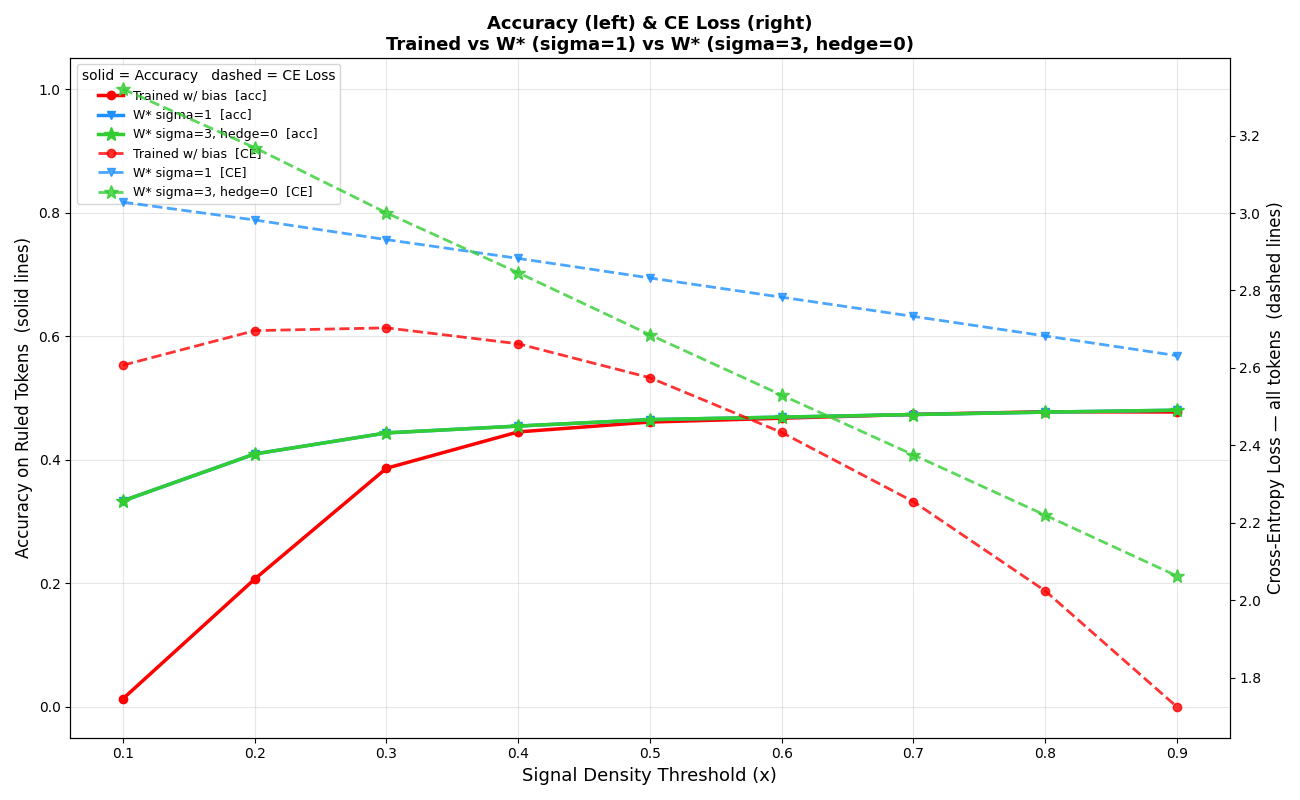 Accuracy (left) & CE Loss (right)
Trained vs W* (sigma=1) vs W* (sigma=3, hedge=0)
solid = Accuracy   dashed = CE Loss
Trained w/ bias  [acc]
W* sigma=1  [acc]
W* sigma=3, hedge=0  [acc]
Trained w/ bias  [CE]
W* sigma=1  [CE]
W* sigma=3, hedge=0  [CE]
Accuracy on Ruled Tokens  (solid lines)
1.0
0.8
0.6
0.4
0.2
0.0
3.2
3.0
2.8
2.6
2.4
2.2
2.0
1.8
Cross-Entropy Loss — all tokens  (dashed lines)
0.1 0.2 0.3 0.4 0.5 0.6 0.7 0.8 0.9
Signal Density Threshold (x)